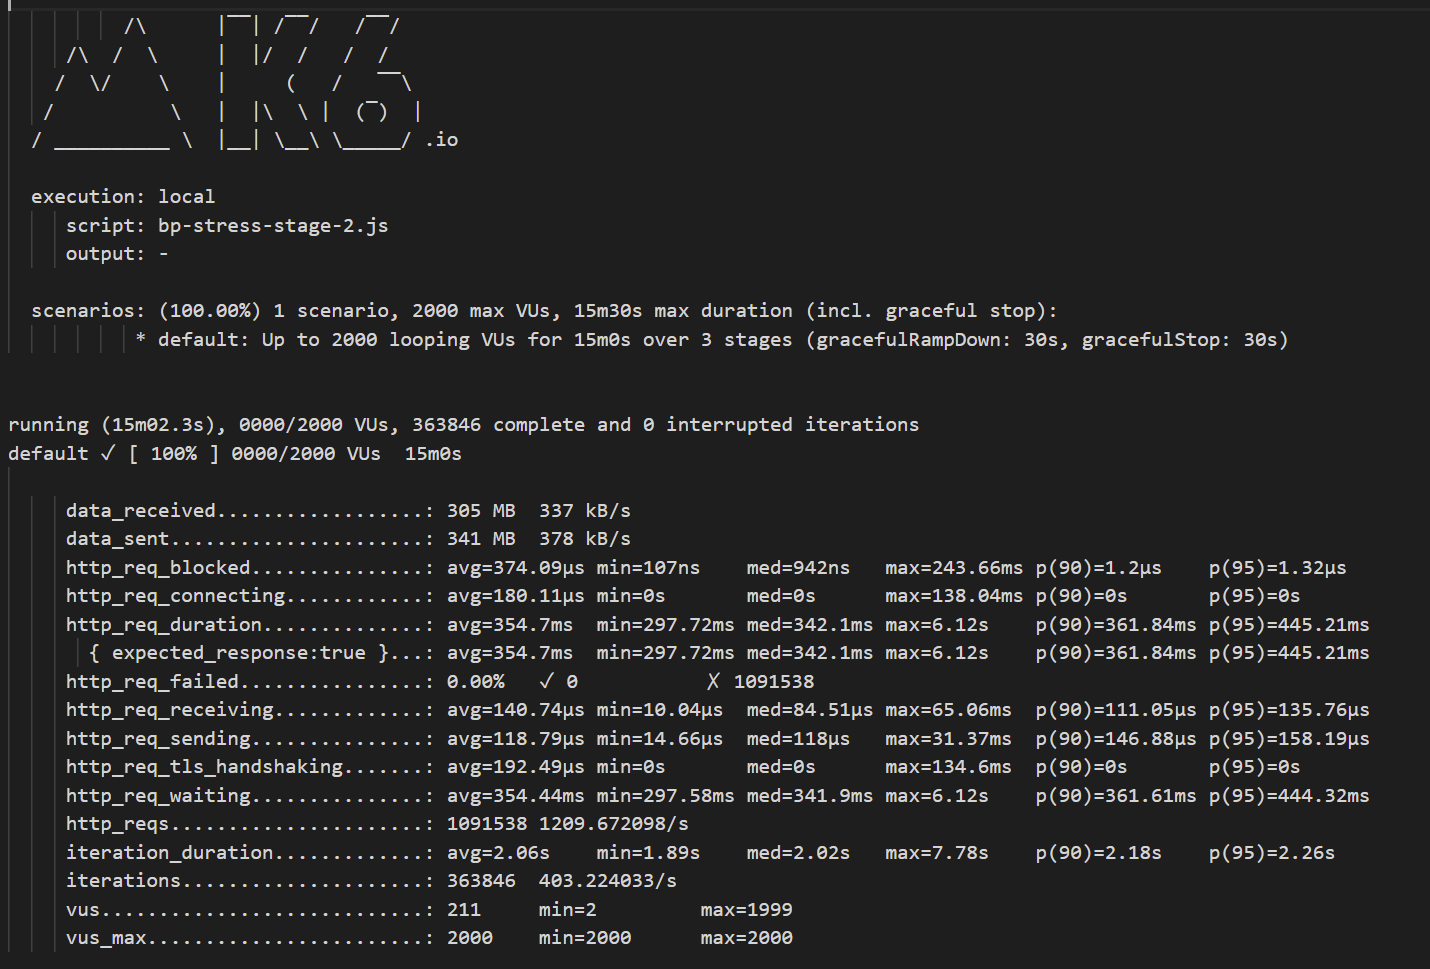 /\      |‾‾| /‾‾/   /‾‾/
     /\  /  \     |  |/  /   /  /
    /  \/    \    |     (   /   ‾‾\
   /          \   |  |\  \ |  (‾)  |
  / __________ \  |__| \__\ \_____/ .io

execution: local
script: bp-stress-stage-2.js
output: -

scenarios: (100.00%) 1 scenario, 2000 max VUs, 15m30s max duration (incl. graceful stop):
* default: Up to 2000 looping VUs for 15m0s over 3 stages (gracefulRampDown: 30s, gracefulStop: 30s)

running (15m02.3s), 0000/2000 VUs, 363846 complete and 0 interrupted iterations
default ✓ [ 100% ] 0000/2000 VUs  15m0s

data_received..................: 305 MB  337 kB/s
data_sent......................: 341 MB  378 kB/s
http_req_blocked...............: avg=374.09µs min=107ns    med=942ns   max=243.66ms p(90)=1.2µs    p(95)=1.32µs
http_req_connecting............: avg=180.11µs min=0s       med=0s      max=138.04ms p(90)=0s       p(95)=0s
http_req_duration..............: avg=354.7ms  min=297.72ms med=342.1ms max=6.12s    p(90)=361.84ms p(95)=445.21ms
{ expected_response:true }...: avg=354.7ms  min=297.72ms med=342.1ms max=6.12s    p(90)=361.84ms p(95)=445.21ms
http_req_failed................: 0.00%   ✓ 0           ✗ 1091538
http_req_receiving.............: avg=140.74µs min=10.04µs  med=84.51µs max=65.06ms  p(90)=111.05µs p(95)=135.76µs
http_req_sending...............: avg=118.79µs min=14.66µs  med=118µs   max=31.37ms  p(90)=146.88µs p(95)=158.19µs
http_req_tls_handshaking.......: avg=192.49µs min=0s       med=0s      max=134.6ms  p(90)=0s       p(95)=0s
http_req_waiting...............: avg=354.44ms min=297.58ms med=341.9ms max=6.12s    p(90)=361.61ms p(95)=444.32ms
http_reqs......................: 1091538 1209.672098/s
iteration_duration.............: avg=2.06s    min=1.89s    med=2.02s   max=7.78s    p(90)=2.18s    p(95)=2.26s
iterations.....................: 363846  403.224033/s
vus............................: 211     min=2         max=1999
vus_max........................: 2000    min=2000      max=2000